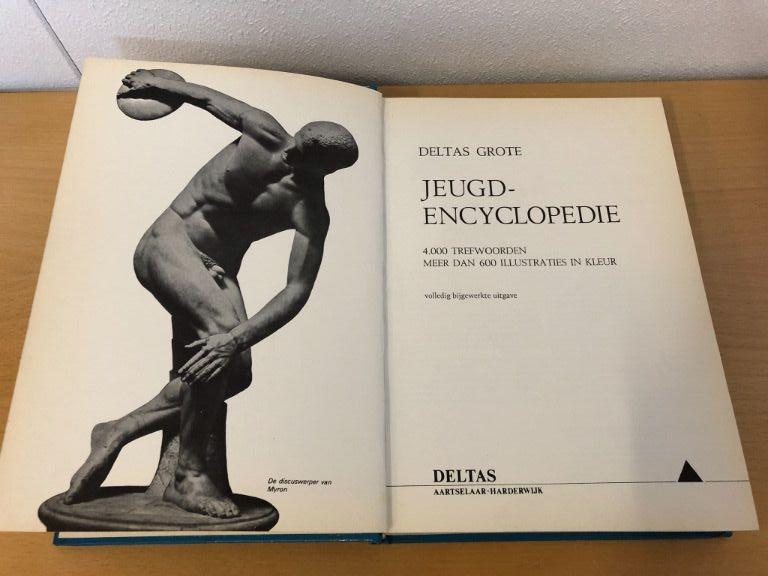 De discuswerper van
Myron
DELTAS GROTE
JEUGD-
ENCYCLOPEDIE
4.000 TREFWOORDEN
MEER DAN 600 ILLUSTRATIES IN KLEUR
volledig bijgewerkte uitgave
DELTAS
AARTSELAAR-HARDERWIJK